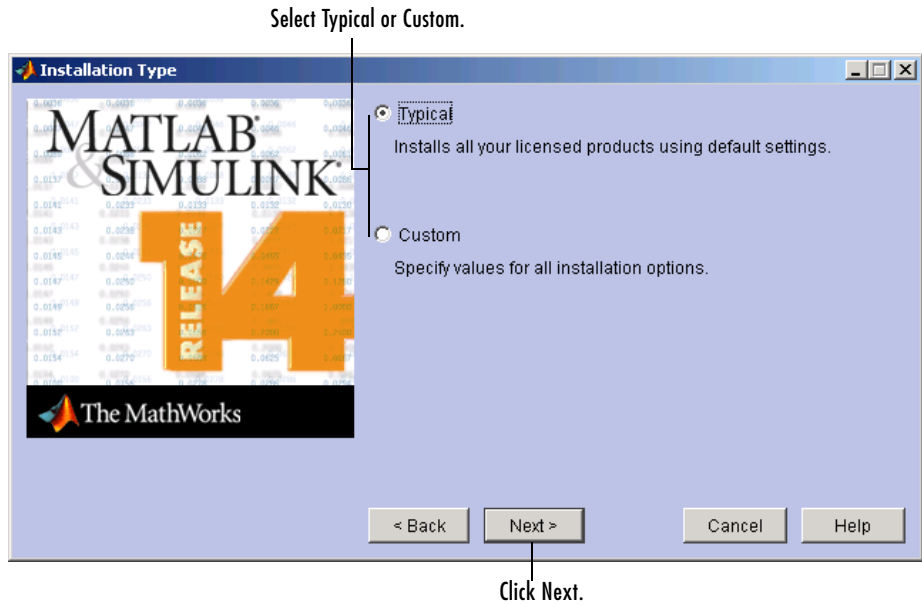 Select Typical or Custom.
Installation Type
MATLAB®
& SIMULINK®
RELEASE
14
The MathWorks
Typical
Installs all your licensed products using default settings.
Custom
Specify values for all installation options.
< Back
Next >
Cancel
Help
Click Next.